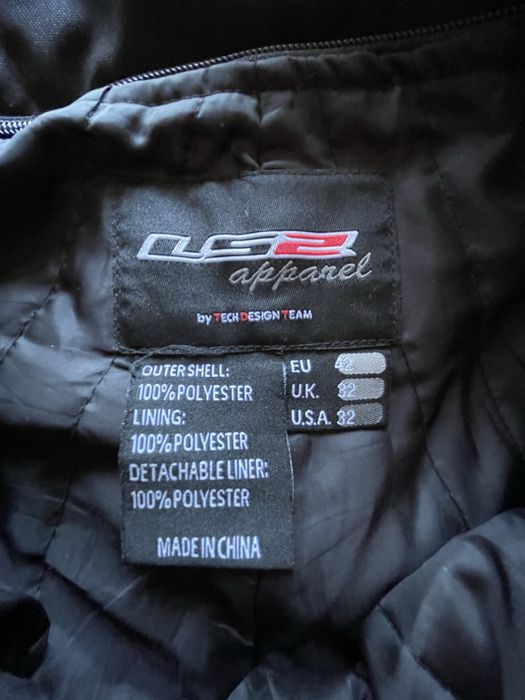 LS2
apparel
by TECH DESIGN TEAM
OUTER SHELL:
100% POLYESTER
LINING:
100% POLYESTER
DETACHABLE LINER:
100% POLYESTER
MADE IN CHINA
EU 42
U.K. 32
U.S.A. 32